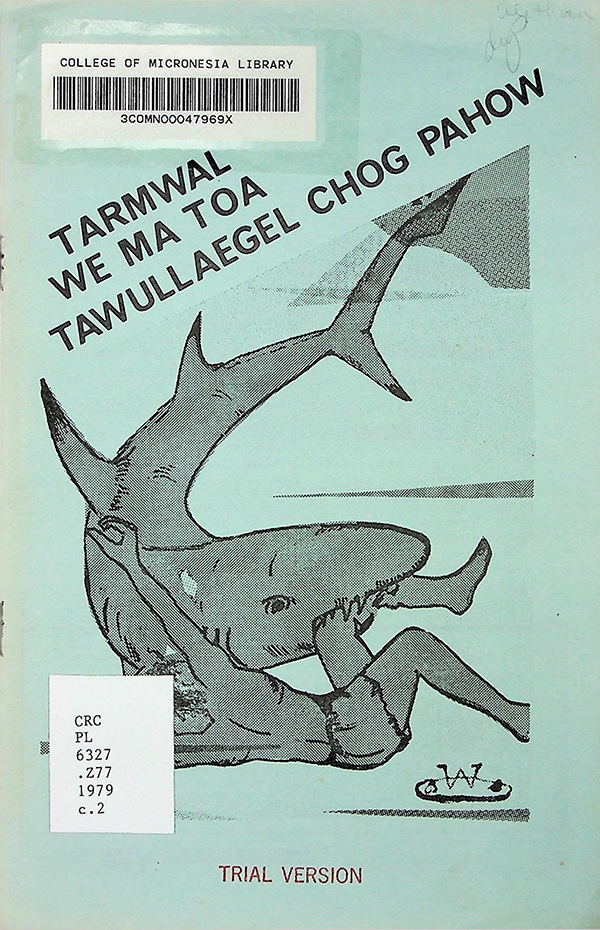 COLLEGE OF MICRONESIA LIBRARY
3COMNO0047969X
TARMWAL
WE MA TOA
TAWULLAEGEL CHOG PAHOW
W
CRC
PL
6327
.Z77
1979
c.2
TRIAL VERSION